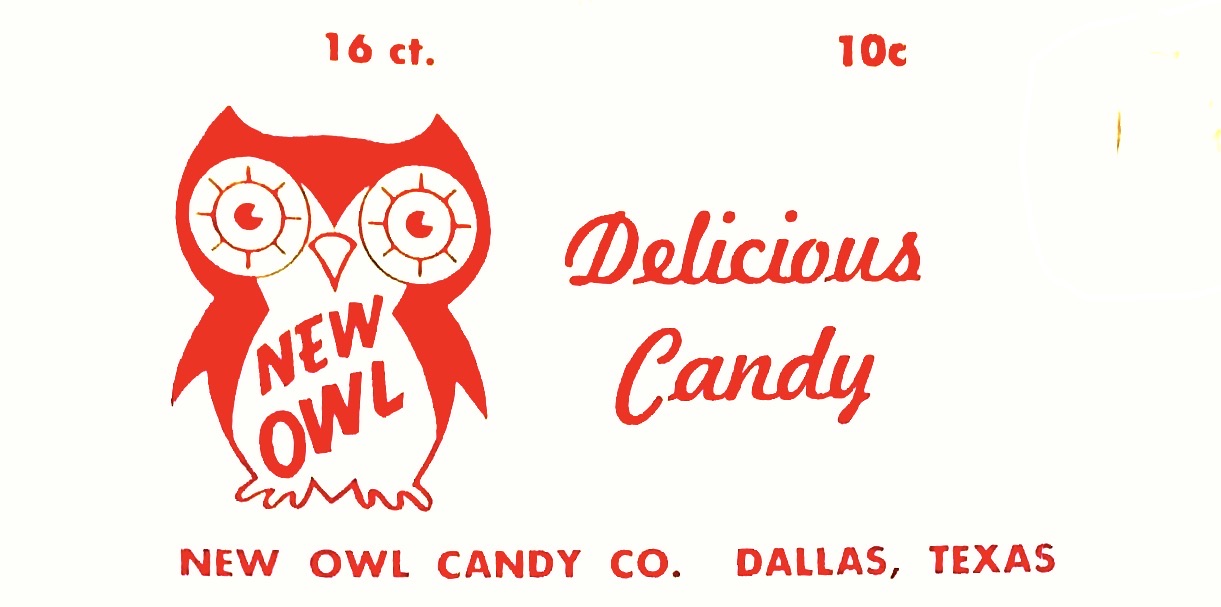 16 ct.
10c
NEW
OWL
Delicious
Candy
NEW OWL CANDY CO. DALLAS, TEXAS